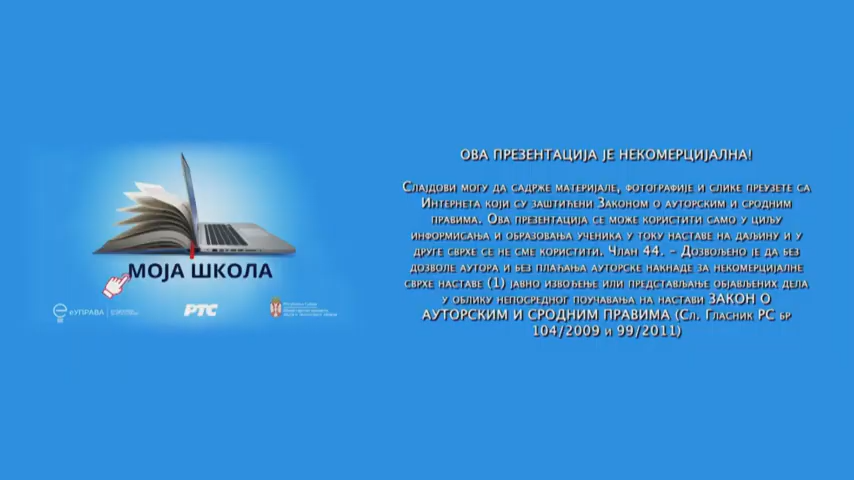 МОЈА ШКОЛА
еУПРАВА
РТС
ОВА ПРЕЗЕНТАЦИЈА ЈЕ НЕКОМЕРЦИЈАЛНА!
Слајдови могу да садрже материјале, фотографије и слике преузете са
Интернета који су заштићени Законом о ауторским и сродним
правима. Ова презентација се може користити само у циљу
информисања и образовања ученика у току наставе на даљину и у
друге сврхе се не сме користити. Члан 44. – Дозвољено је да без
дозволе аутора и без плаћања ауторске накнаде за некомерцијалне
сврхе наставе (1) јавно извођење или представљање објављених дела
у облику непосредног поучавања на настави ЗАКОН О
АУТОРСКИМ И СРОДНИМ ПРАВИМА (Сл. Гласник РС бр
104/2009 и 99/2011)